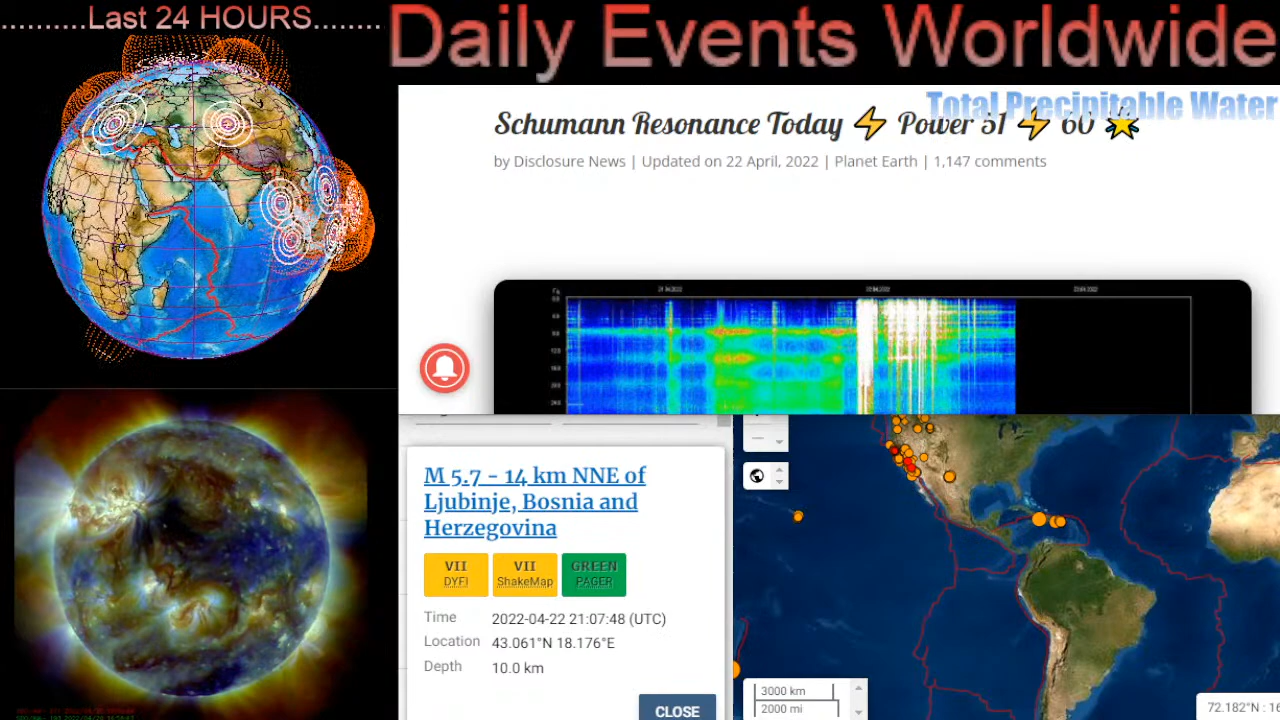 ..........Last 24 HOURS........
Daily Events Worldwide
Total Precipitable Water
Schumann Resonance Today ⚡ Power 51 ⚡ 60 🌟
by Disclosure News | Updated on 22 April, 2022 | Planet Earth | 1,147 comments
M 5.7 - 14 km NNE of
Ljubinje, Bosnia and
Herzegovina
VII VII GREEN
DYFI ShakeMap PAGER
Time 2022-04-22 21:07:48 (UTC)
Location 43.061°N 18.176°E
Depth 10.0 km
CLOSE
3000 km
2000 mi
72.182°N : 16